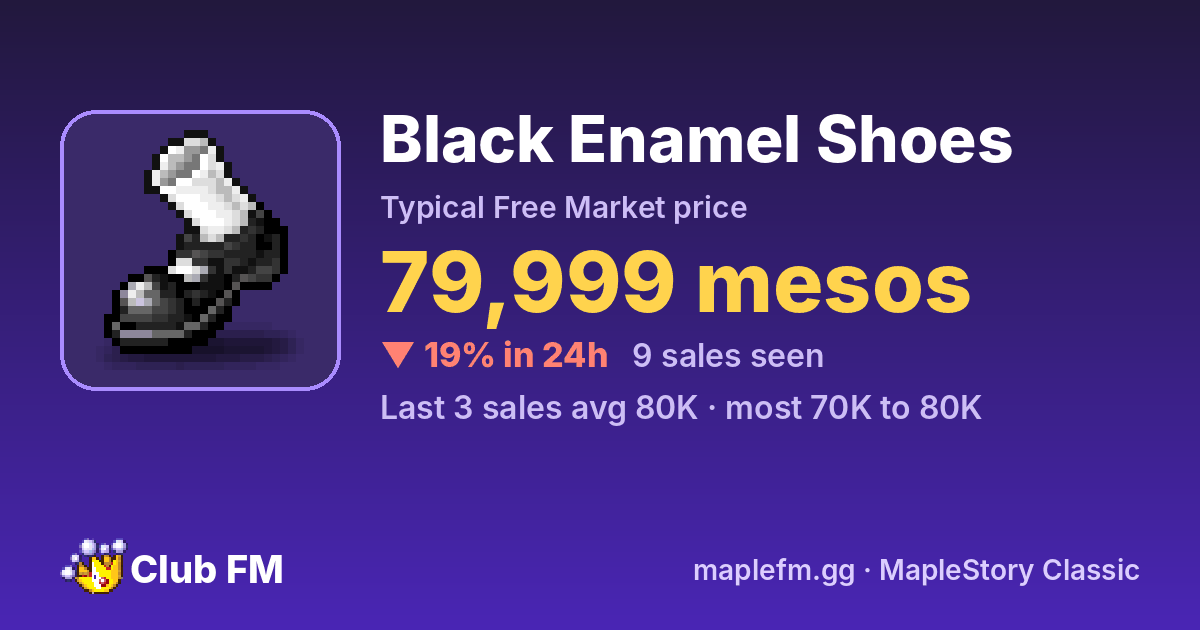 Black Enamel Shoes
Typical Free Market price
79,999 mesos
▼ 19% in 24h 9 sales seen
Last 3 sales avg 80K · most 70K to 80K
Club FM
maplefm.gg · MapleStory Classic